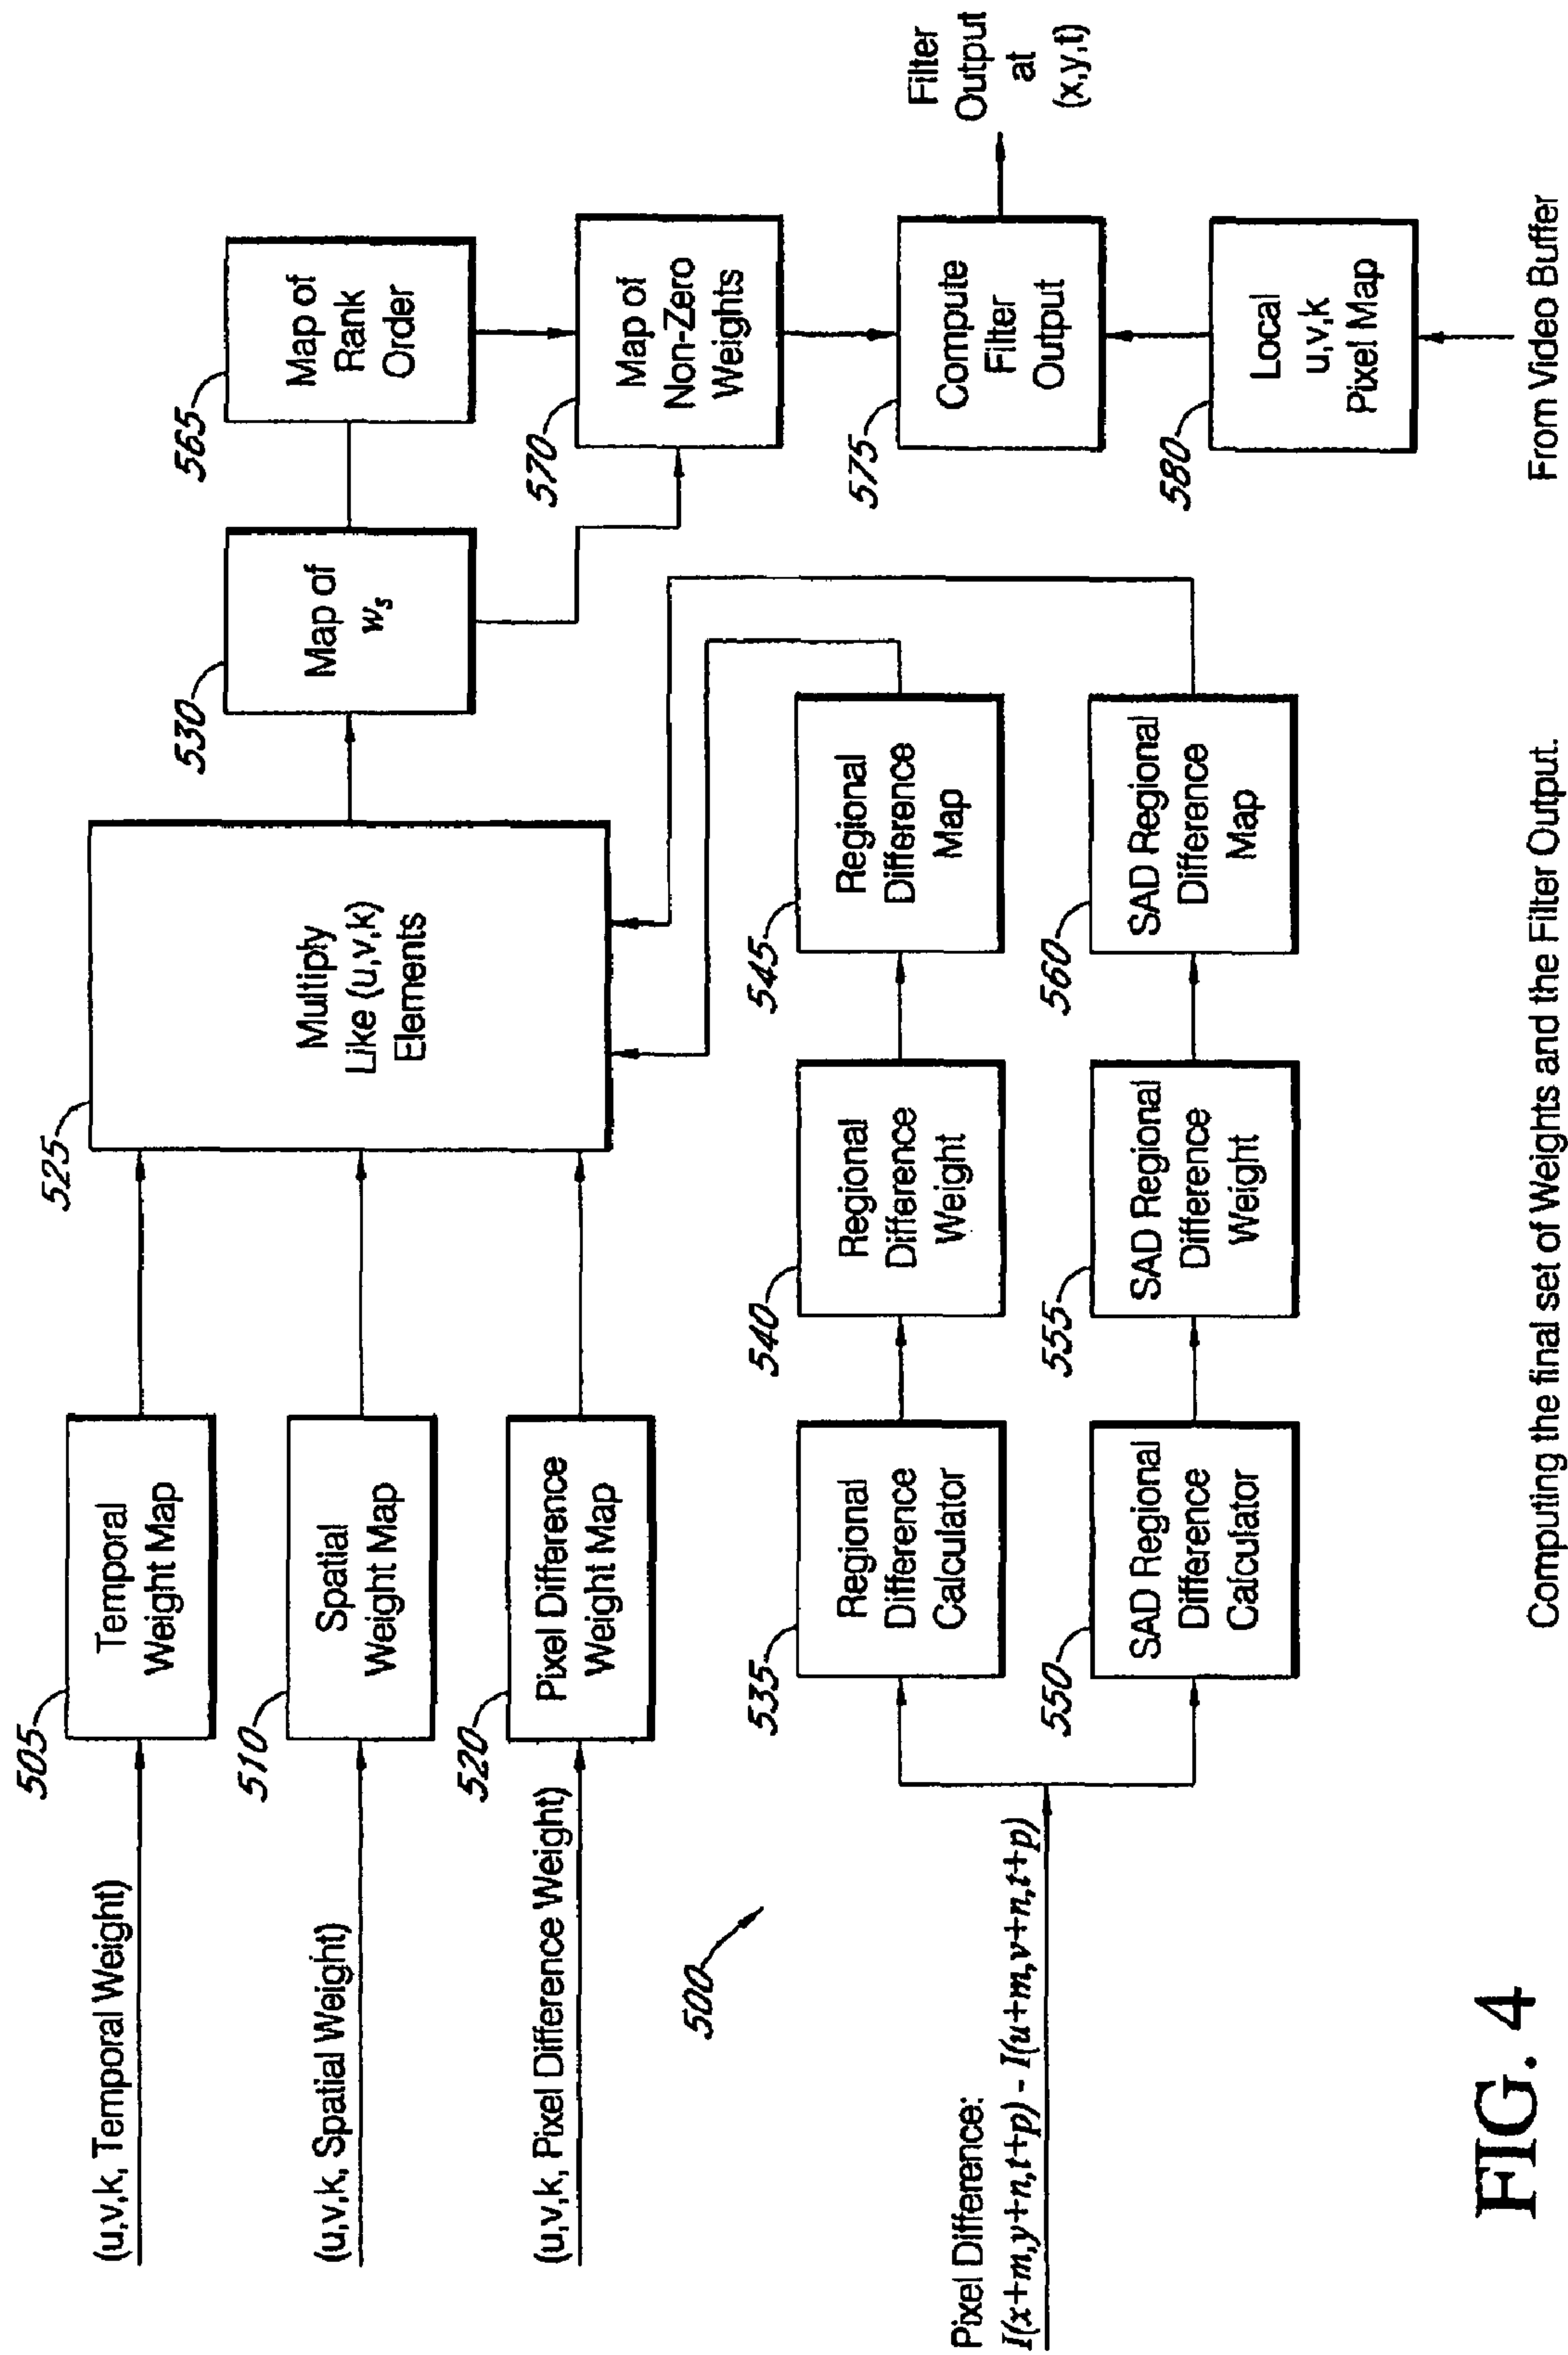 (u,v,k, Temporal Weight)
505
Temporal
Weight Map
(u,v,k, Spatial Weight)
510
Spatial
Weight Map
(u,v,k, Pixel Difference Weight)
520
Pixel Difference
Weight Map
525
Multiply
Like (u,v,k)
Elements
530
Map of
ws
565
Map of
Rank
Order
570
Map of
Non-Zero
Weights
575
Compute
Filter
Output
Filter
Output
at
(x,y,t)
580
Local
u,v,k
Pixel Map
From Video Buffer
500
Pixel Difference:
I(x+m,y+n,t+p) - I(u+m,v+n,t+p)
535
Regional
Difference
Calculator
540
Regional
Difference
Weight
545
Regional
Difference
Map
550
SAD Regional
Difference
Calculator
555
SAD Regional
Difference
Weight
560
SAD Regional
Difference
Map
FIG. 4
Computing the final set of Weights and the Filter Output.